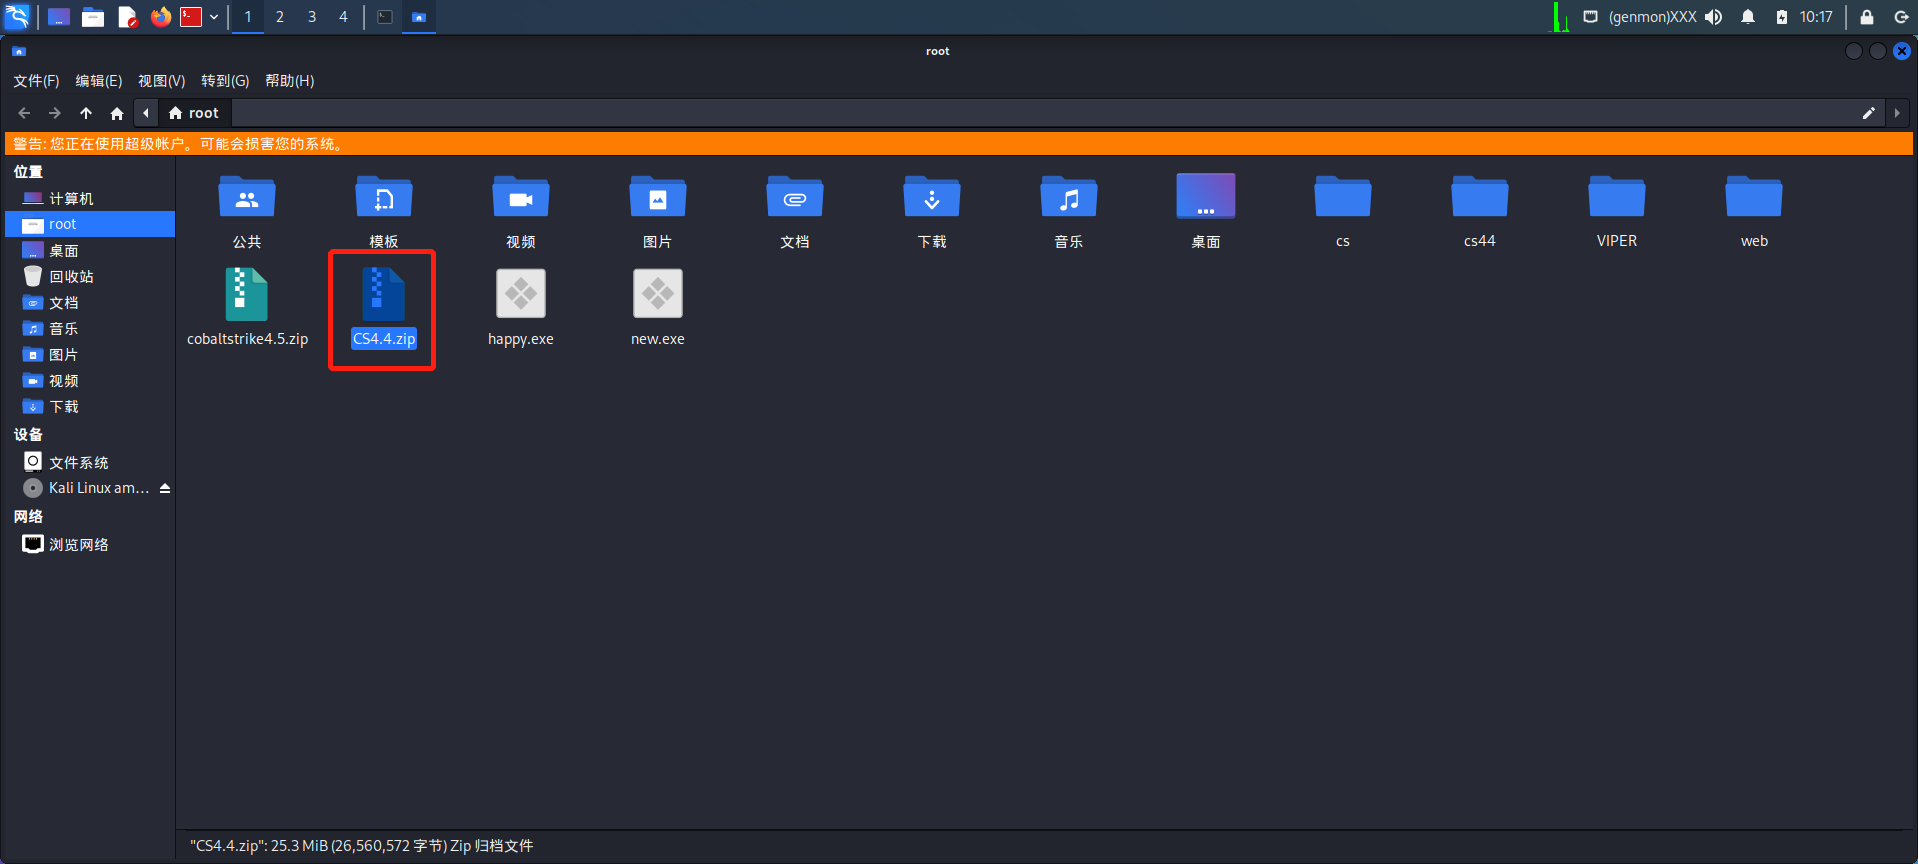 1 2 3 4 (genmon)XXX 10:17
root
文件(F) 编辑(E) 视图(V) 转到(G) 帮助(H)
root
警告: 您正在使用超级帐户。可能会损害您的系统。
位置
计算机
root
桌面
回收站
文档
音乐
图片
视频
下载
设备
文件系统
Kali Linux am...
网络
浏览网络
公共 模板 视频 图片 文档 下载 音乐 桌面 cs cs44 VIPER web
cobaltstrike4.5.zip CS4.4.zip happy.exe new.exe
"CS4.4.zip": 25.3 MiB (26,560,572 字节) Zip 归档文件